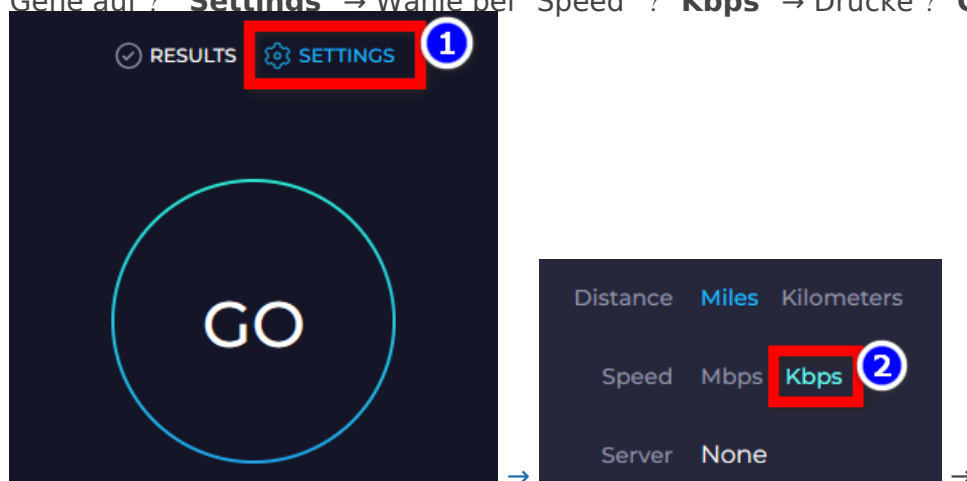 Gehe auf ? "Settings" → Wähle bei "Speed" ? "Kbps" → Drücke ?
RESULTS SETTINGS 1
GO
Distance Miles Kilometers
Speed Mbps Kbps 2
Server None
→ →